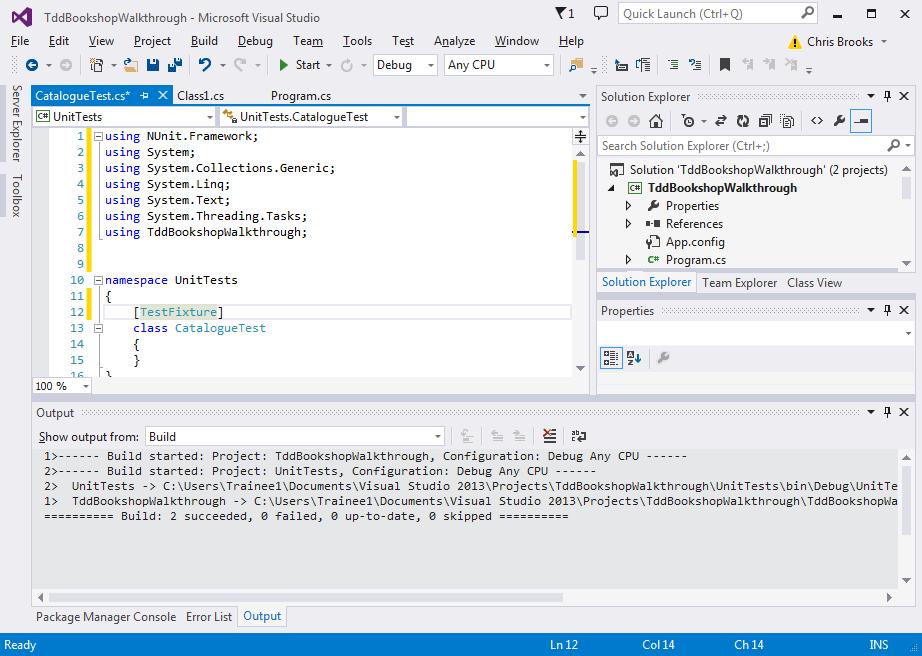 TddBookshopWalkthrough - Microsoft Visual Studio
1
Quick Launch (Ctrl+Q)
File Edit View Project Build Debug Team Tools Test Analyze Window Help
Chris Brooks
Start Debug Any CPU
Server Explorer
Toolbox
CatalogueTest.cs* Class1.cs Program.cs
C# UnitTests UnitTests.CatalogueTest
1 using NUnit.Framework;
2 using System;
3 using System.Collections.Generic;
4 using System.Linq;
5 using System.Text;
6 using System.Threading.Tasks;
7 using TddBookshopWalkthrough;
8
9
10 namespace UnitTests
11 {
12 [TestFixture]
13 class CatalogueTest
14 {
15 }
16 }
100 %
Solution Explorer
Search Solution Explorer (Ctrl+;)
Solution 'TddBookshopWalkthrough' (2 projects)
C# TddBookshopWalkthrough
Properties
References
App.config
C# Program.cs
Solution Explorer Team Explorer Class View
Properties
Output
Show output from: Build
1>------ Build started: Project: TddBookshopWalkthrough, Configuration: Debug Any CPU ------
2>------ Build started: Project: UnitTests, Configuration: Debug Any CPU ------
2> UnitTests -> C:\Users\Trainee1\Documents\Visual Studio 2013\Projects\TddBookshopWalkthrough\UnitTests\bin\Debug\UnitTe
1> TddBookshopWalkthrough -> C:\Users\Trainee1\Documents\Visual Studio 2013\Projects\TddBookshopWalkthrough\TddBookshopWa
========== Build: 2 succeeded, 0 failed, 0 up-to-date, 0 skipped ==========
Package Manager Console Error List Output
Ready Ln 12 Col 14 Ch 14 INS